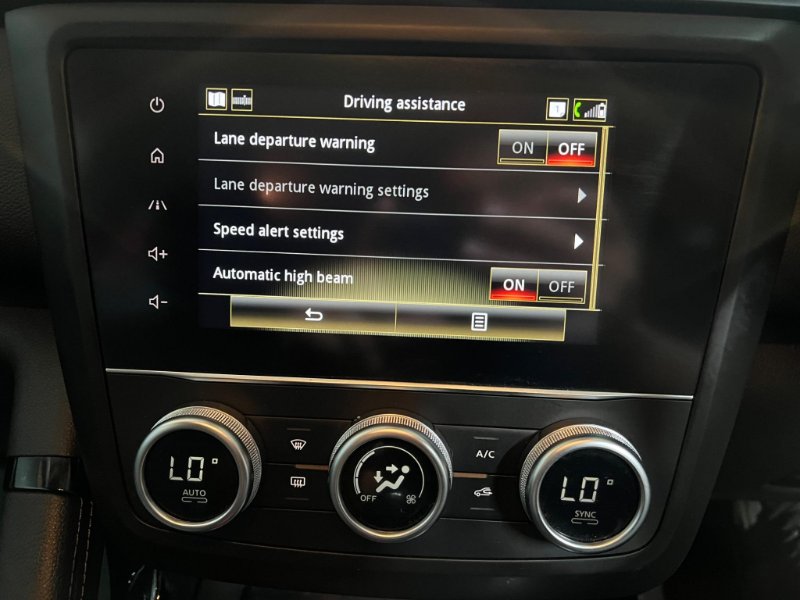 Driving assistance
1
Lane departure warning ON OFF
Lane departure warning settings
Speed alert settings
Automatic high beam ON OFF
LO°
AUTO
OFF
A/C
LO°
SYNC